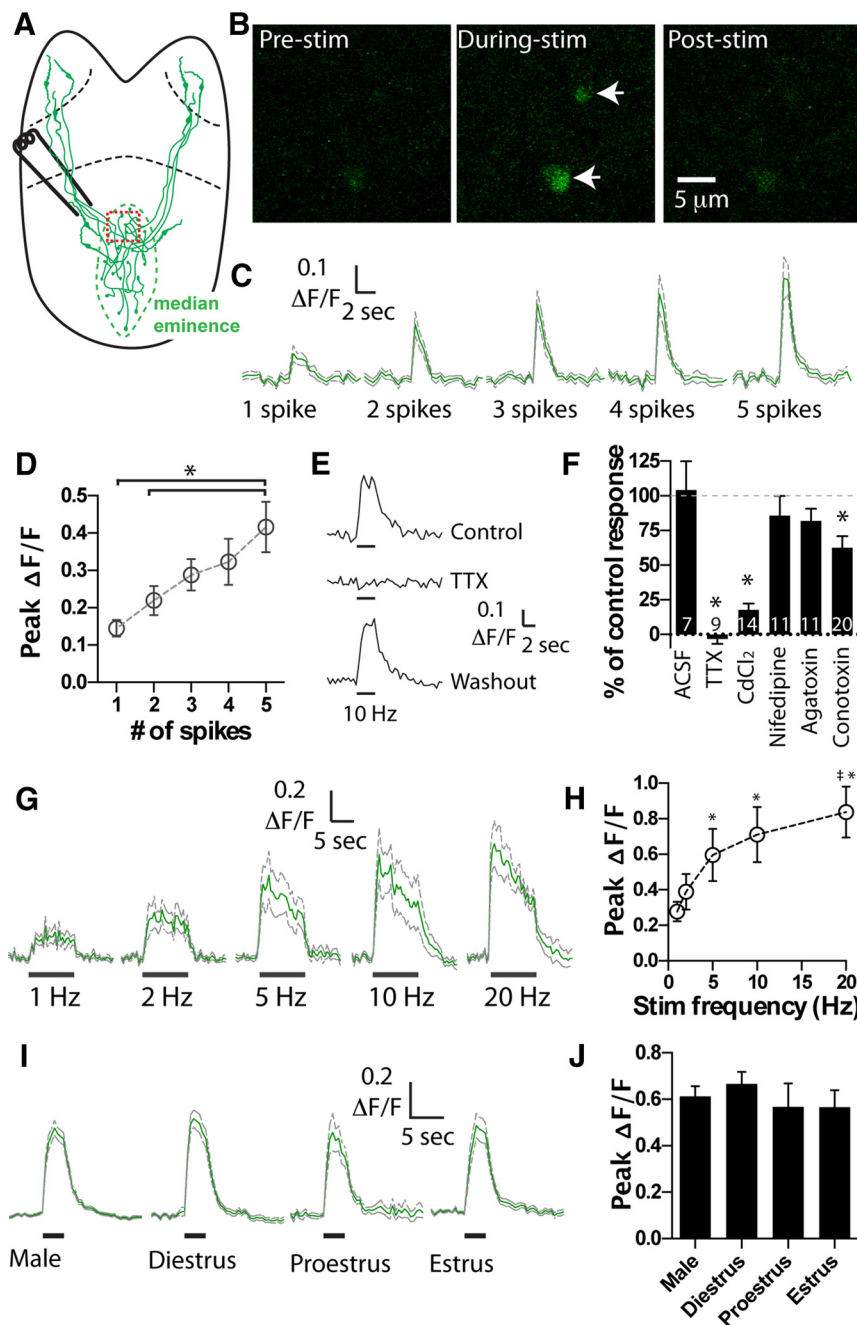 A
median
eminence
B
Pre-stim
During-stim
Post-stim
5 μm
C
0.1
ΔF/F
2 sec
1 spike
2 spikes
3 spikes
4 spikes
5 spikes
D
Peak ΔF/F
0.5
0.4
0.3
0.2
0.1
0.0
*
1
2
3
4
5
# of spikes
E
Control
TTX
0.1
ΔF/F
2 sec
Washout
10 Hz
F
% of control response
125
100
75
50
25
0
*
*
*
7
9
14
11
11
20
ACSF
TTX
CdCl₂
Nifedipine
Agatoxin
Conotoxin
G
0.2
ΔF/F
5 sec
1 Hz
2 Hz
5 Hz
10 Hz
20 Hz
H
Peak ΔF/F
1.0
0.8
0.6
0.4
0.2
0.0
*
*
‡ *
0
5
10
15
20
Stim frequency (Hz)
I
0.2
ΔF/F
5 sec
Male
Diestrus
Proestrus
Estrus
J
Peak ΔF/F
0.8
0.6
0.4
0.2
0.0
Male
Diestrus
Proestrus
Estrus